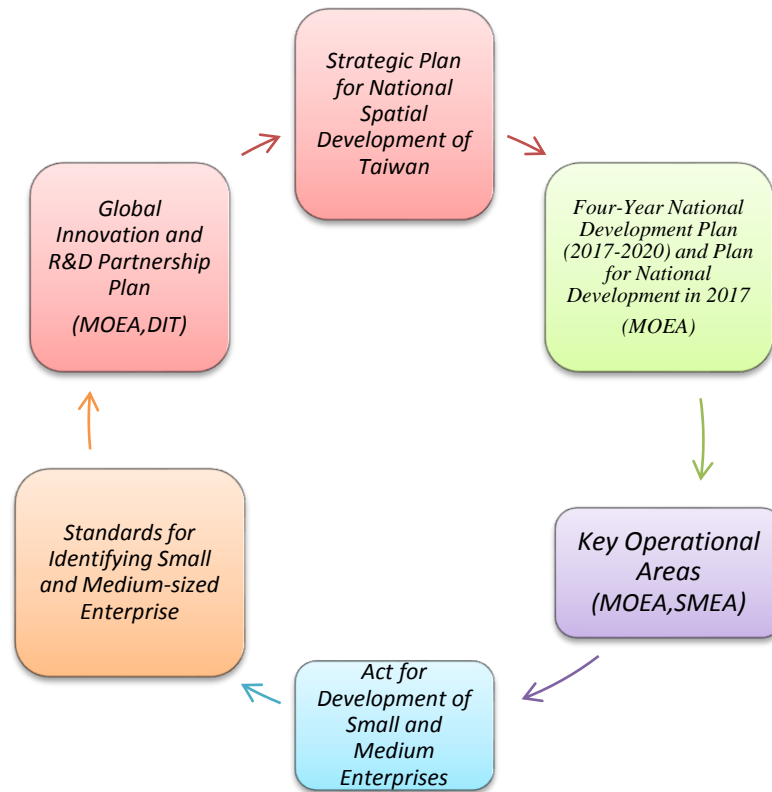 Strategic Plan
for National
Spatial
Development of
Taiwan
Four-Year National
Development Plan
(2017-2020) and Plan
for National
Development in 2017
(MOEA)
Key Operational
Areas
(MOEA,SMEA)
Act for
Development of
Small and
Medium
Enterprises
Standards for
Identifying Small
and Medium-sized
Enterprise
Global
Innovation and
R&D Partnership
Plan
(MOEA,DIT)